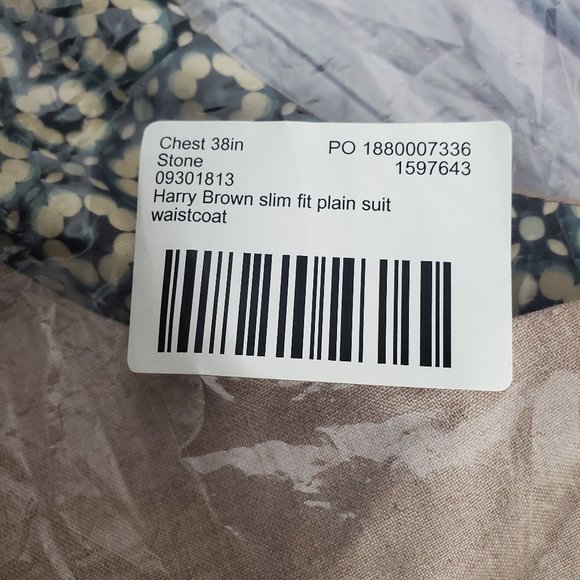 Chest 38in
Stone
09301813
Harry Brown slim fit plain suit
waistcoat
PO 1880007336
1597643